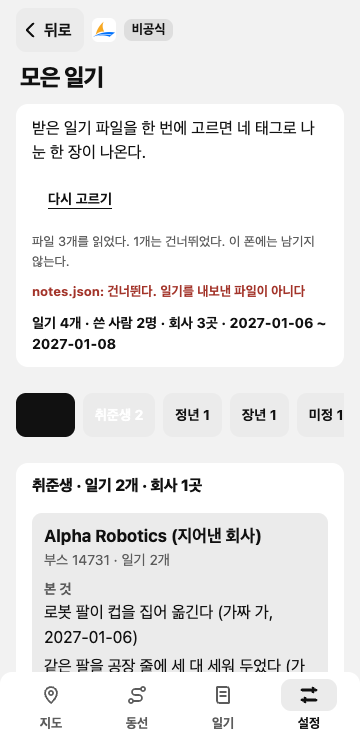 뒤로
비공식
모은 일기
받은 일기 파일을 한 번에 고르면 네 태그로 나
눈 한 장이 나온다.
다시 고르기
파일 3개를 읽었다. 1개는 건너뛰었다. 이 폰에는 남기지
않는다.
notes.json: 건너뛴다. 일기를 내보낸 파일이 아니다
일기 4개 · 쓴 사람 2명 · 회사 3곳 · 2027-01-06 ~
2027-01-08
취준생 2
정년 1
장년 1
미정 1
취준생 · 일기 2개 · 회사 1곳
Alpha Robotics (지어낸 회사)
부스 14731 · 일기 2개
본 것
로봇 팔이 컵을 집어 옮긴다 (가짜 가,
2027-01-06)
같은 팔을 공장 줄에 세 대 세워 두었다 (가
지도
동선
일기
설정